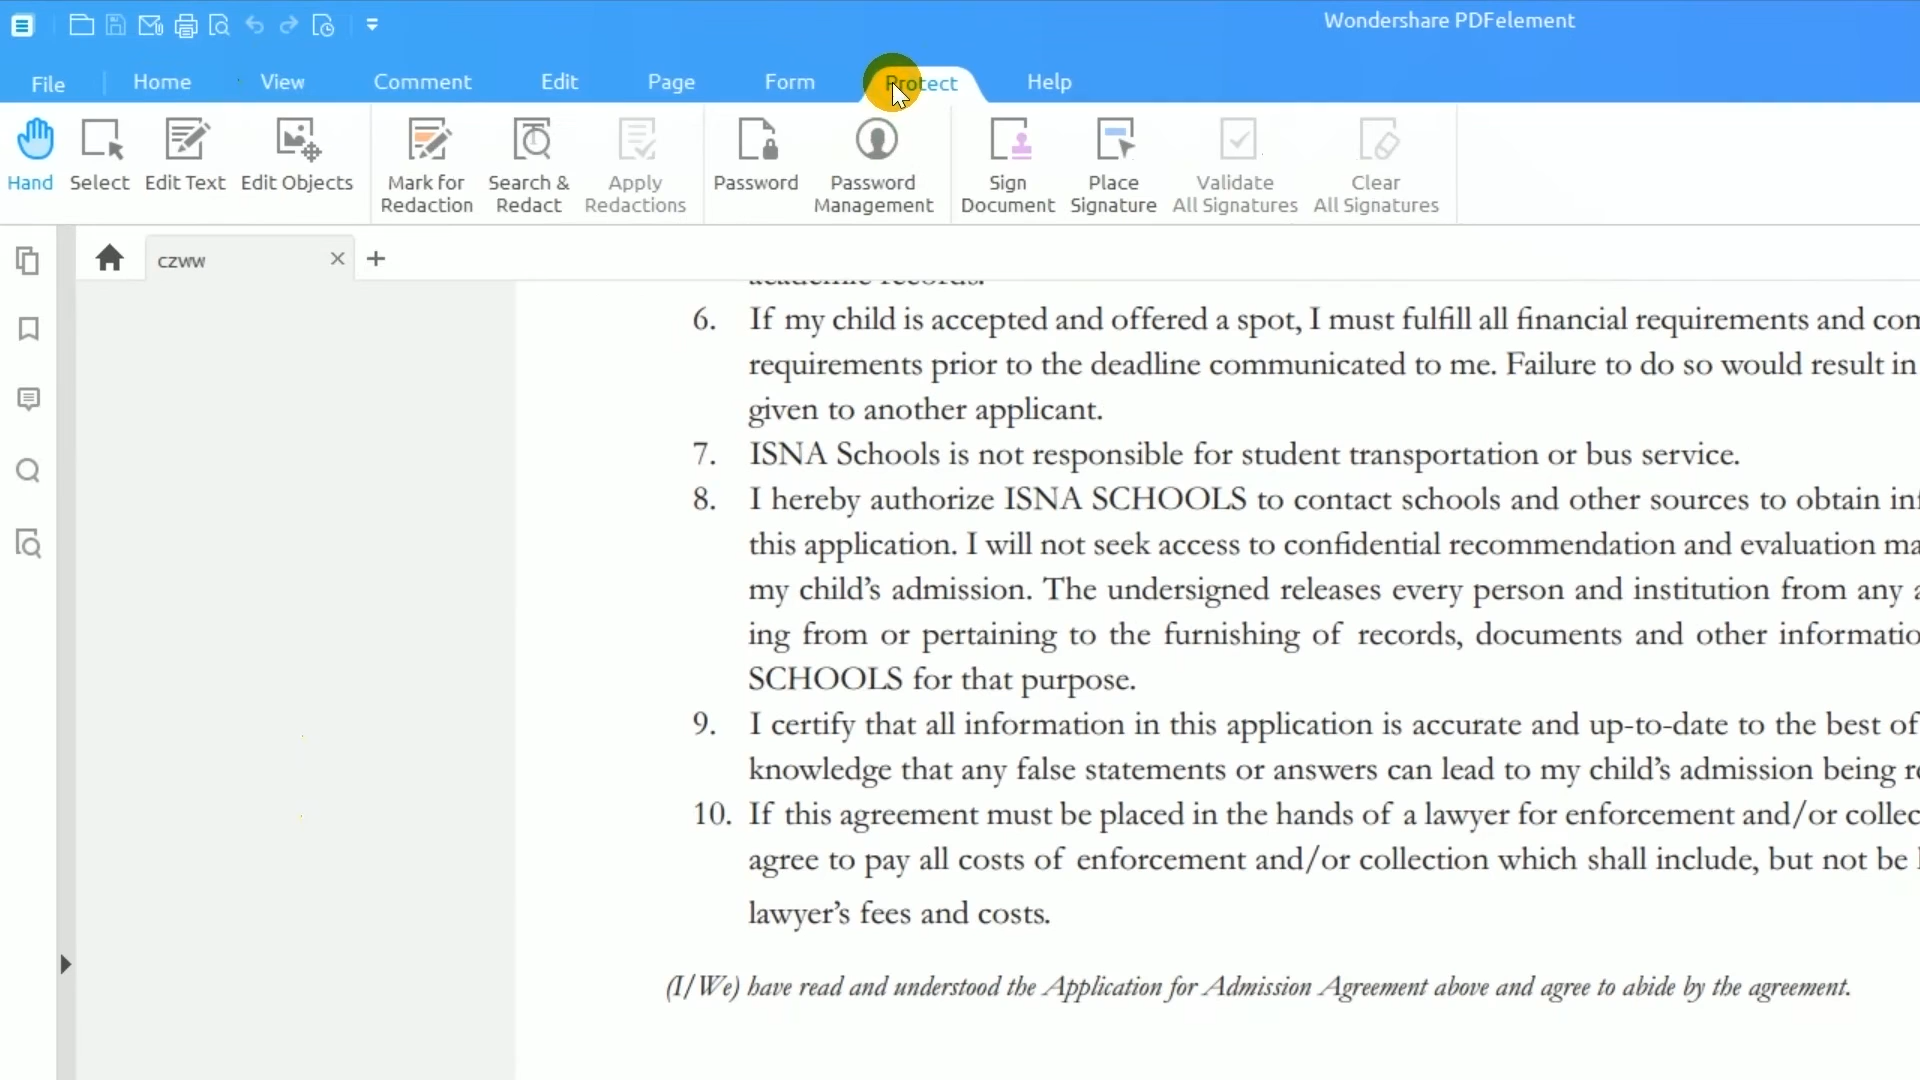 Wondershare PDFelement
File Home View Comment Edit Page Form Protect Help
Hand Select Edit Text Edit Objects Mark for Redaction Search & Redact Apply Redactions Password Password Management Sign Document Place Signature Validate All Signatures Clear All Signatures
czww
academic records.
6. If my child is accepted and offered a spot, I must fulfill all financial requirements and
requirements prior to the deadline communicated to me. Failure to do so would result in
given to another applicant.
7. ISNA Schools is not responsible for student transportation or bus service.
8. I hereby authorize ISNA SCHOOLS to contact schools and other sources to obtain
this application. I will not seek access to confidential recommendation and evaluation
my child's admission. The undersigned releases every person and institution from any
ing from or pertaining to the furnishing of records, documents and other
SCHOOLS for that purpose.
9. I certify that all information in this application is accurate and up-to-date to the best of
knowledge that any false statements or answers can lead to my child's admission being
10. If this agreement must be placed in the hands of a lawyer for enforcement and/or
agree to pay all costs of enforcement and/or collection which shall include, but not be
lawyer's fees and costs.
(I/We) have read and understood the Application for Admission Agreement above and agree to abide by the agreement.